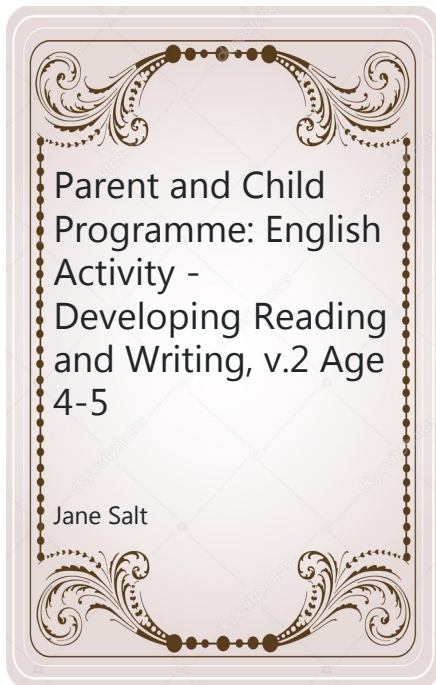 Parent and Child
Programme: English
Activity -
Developing Reading
and Writing, v.2 Age
4-5
Jane Salt